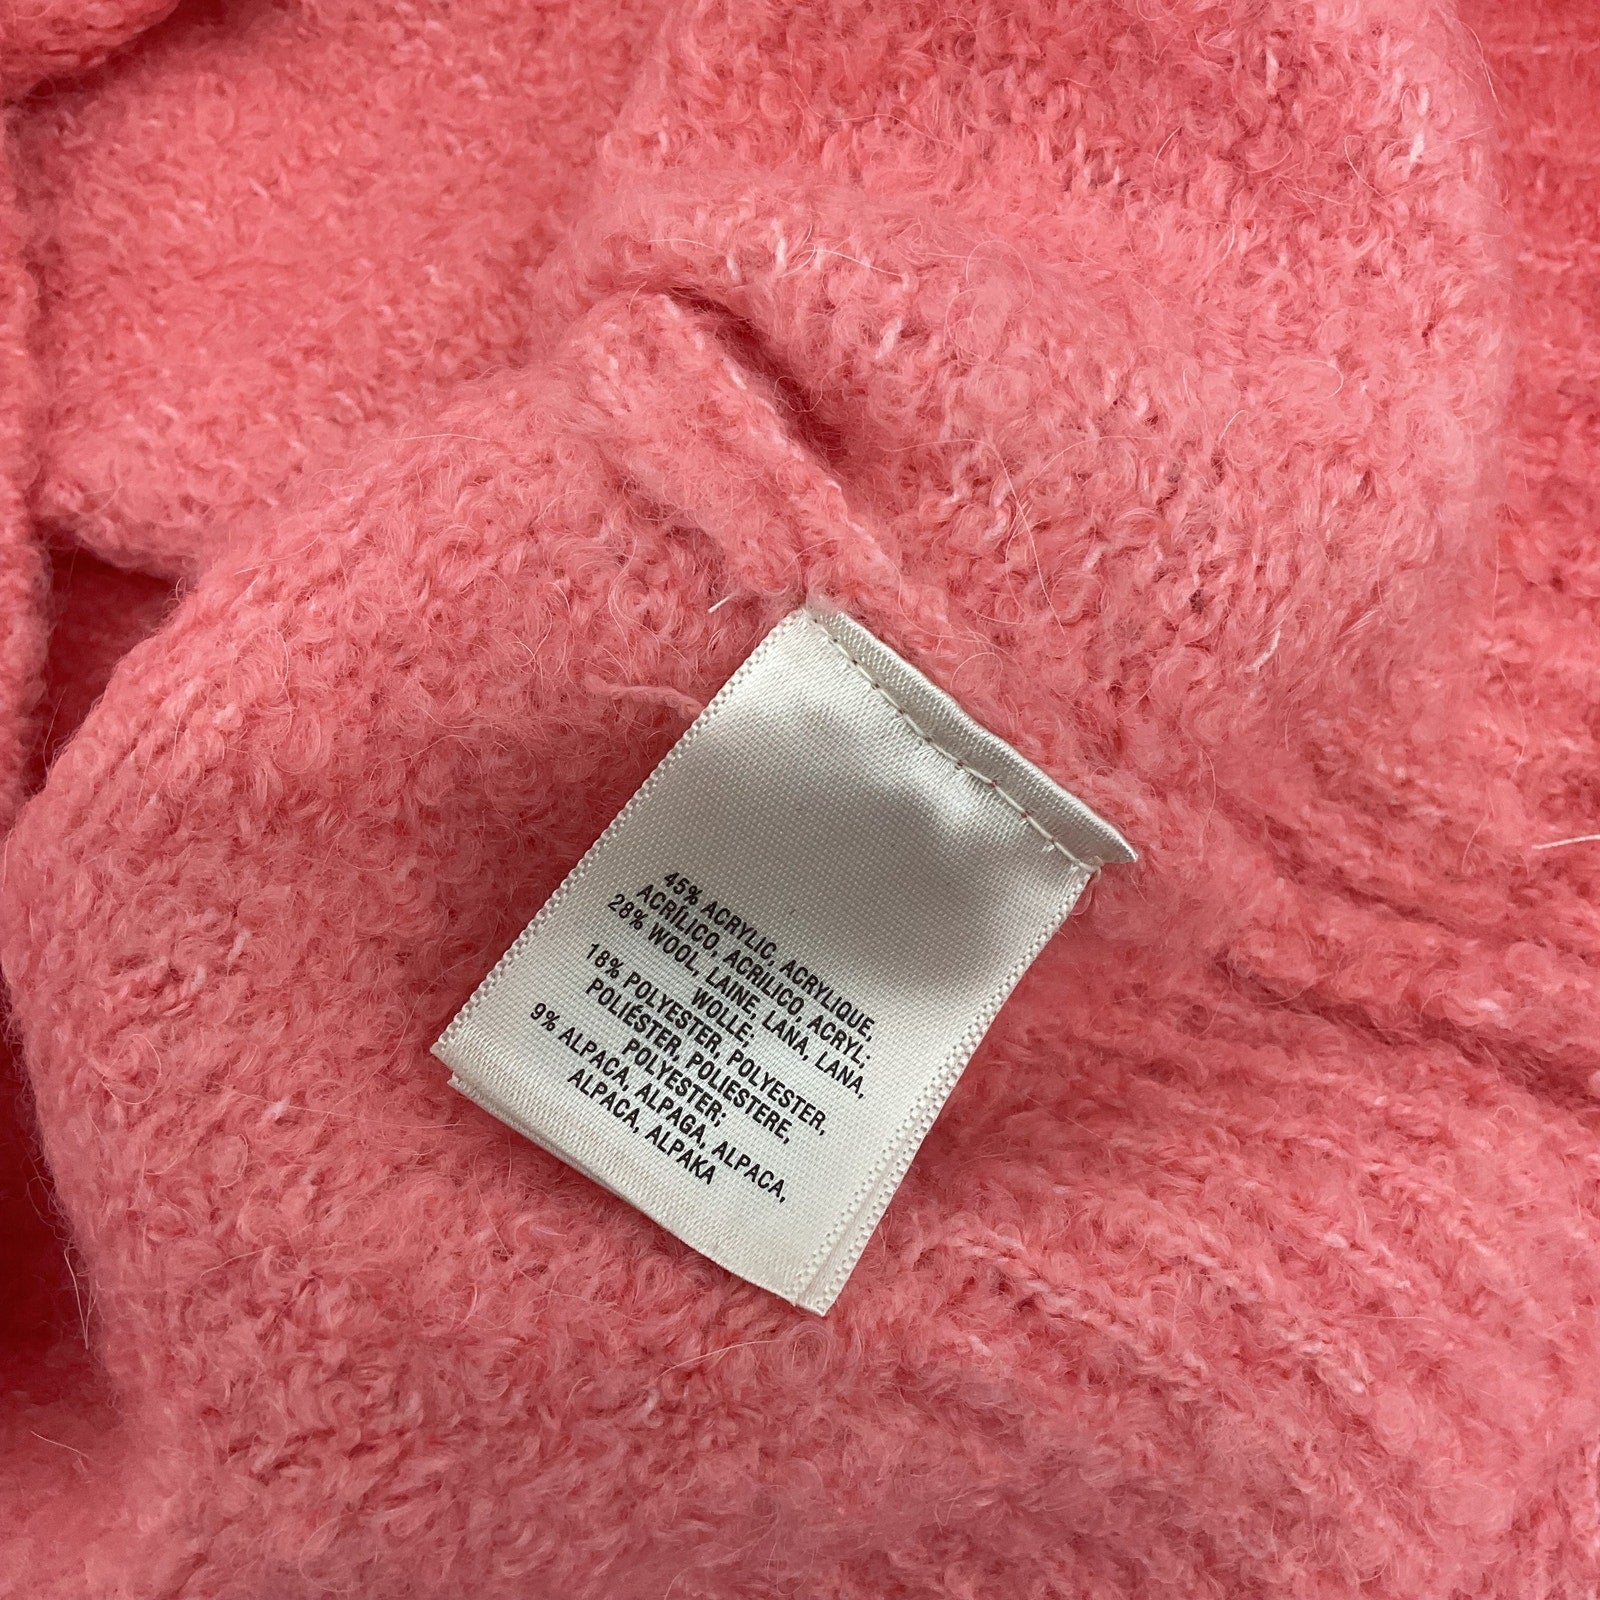 45% ACRYLIC, ACRYLIQUE,
ACRÍLICO, ACRILICO, ACRYL;
28% WOOL, LAINE, LANA, LANA,
WOLLE;
18% POLYESTER, POLYESTER,
POLIÉSTER, POLIESTERE,
POLYESTER;
9% ALPACA, ALPAGA, ALPACA,
ALPACA, ALPAKA